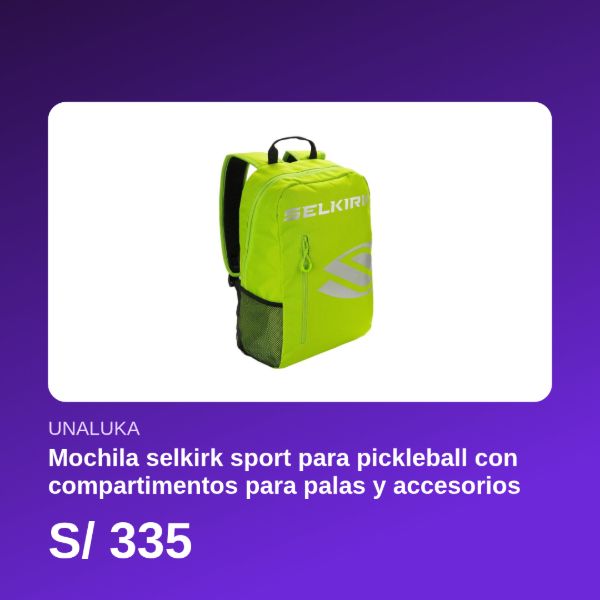 SELKIRK
UNALUKA
Mochila selkirk sport para pickleball con
compartimentos para palas y accesorios
S/ 335